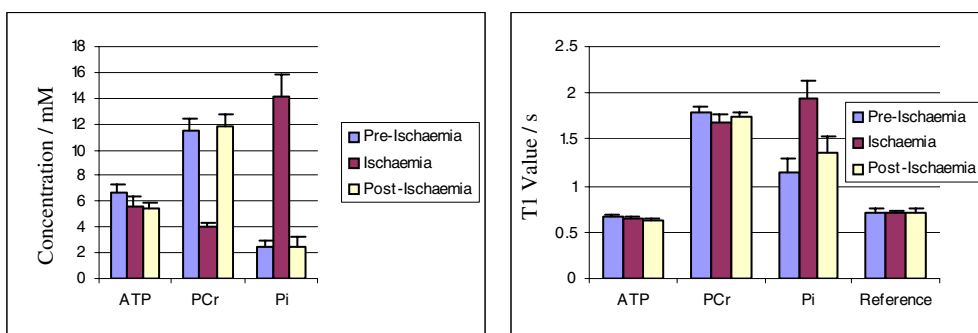 Concentration / mM
18
16
14
12
10
8
6
4
2
0
ATP PCr Pi
Pre-Ischaemia
Ischaemia
Post-Ischaemia
T1 Value / s
2.5
2
1.5
1
0.5
0
ATP PCr Pi Reference
Pre-Ischaemia
Ischaemia
Post-Ischaemia